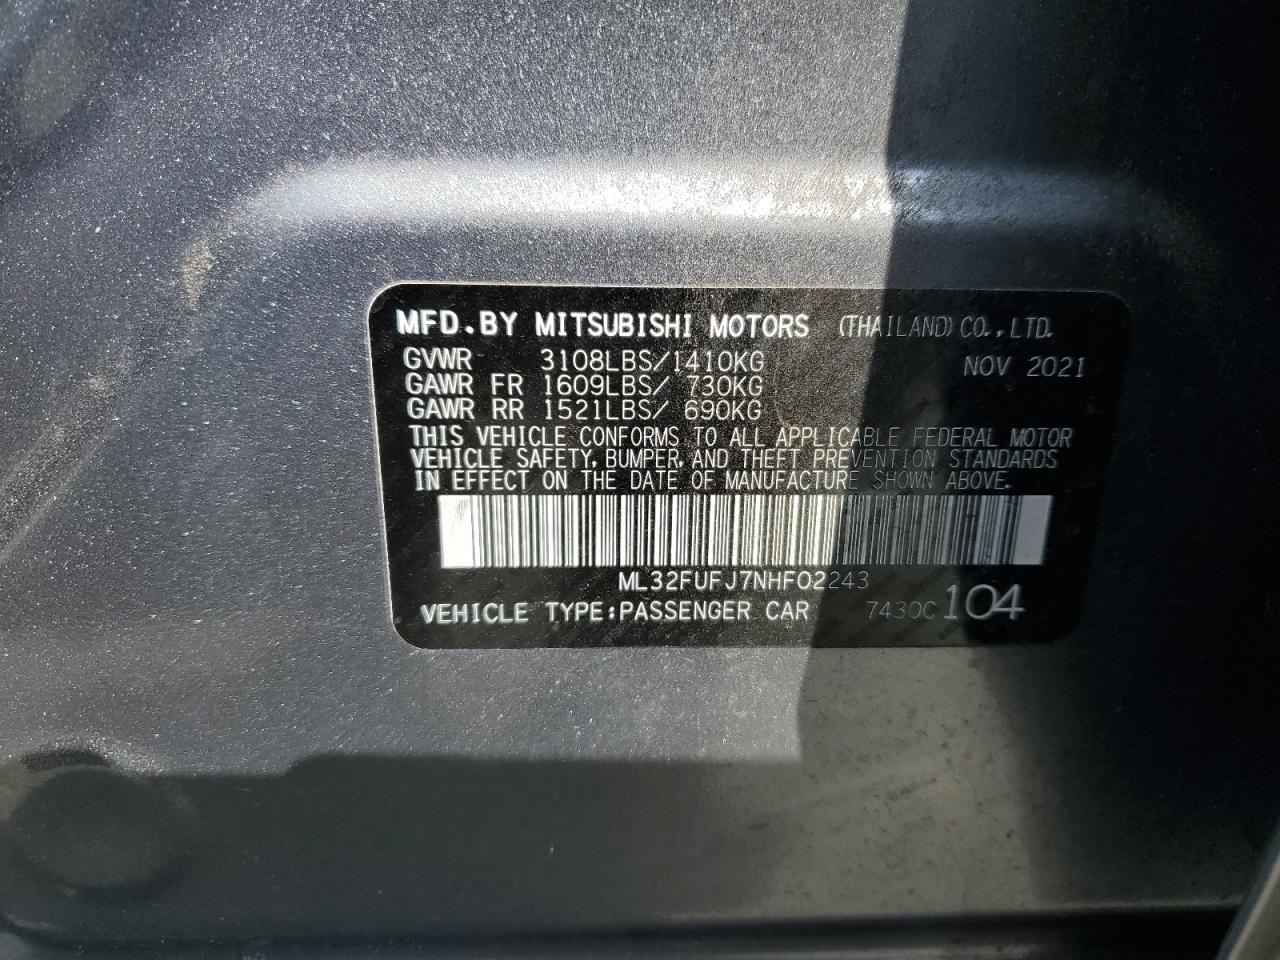 MFD.BY MITSUBISHI MOTORS (THAILAND) CO.,LTD.
GVWR 3108LBS/1410KG NOV 2021
GAWR FR 1609LBS/ 730KG
GAWR RR 1521LBS/ 690KG
THIS VEHICLE CONFORMS TO ALL APPLICABLE FEDERAL MOTOR
VEHICLE SAFETY, BUMPER, AND THEFT PREVENTION STANDARDS
IN EFFECT ON THE DATE OF MANUFACTURE SHOWN ABOVE.
ML32FUFJ7NHF02243
VEHICLE TYPE:PASSENGER CAR 7430C 104